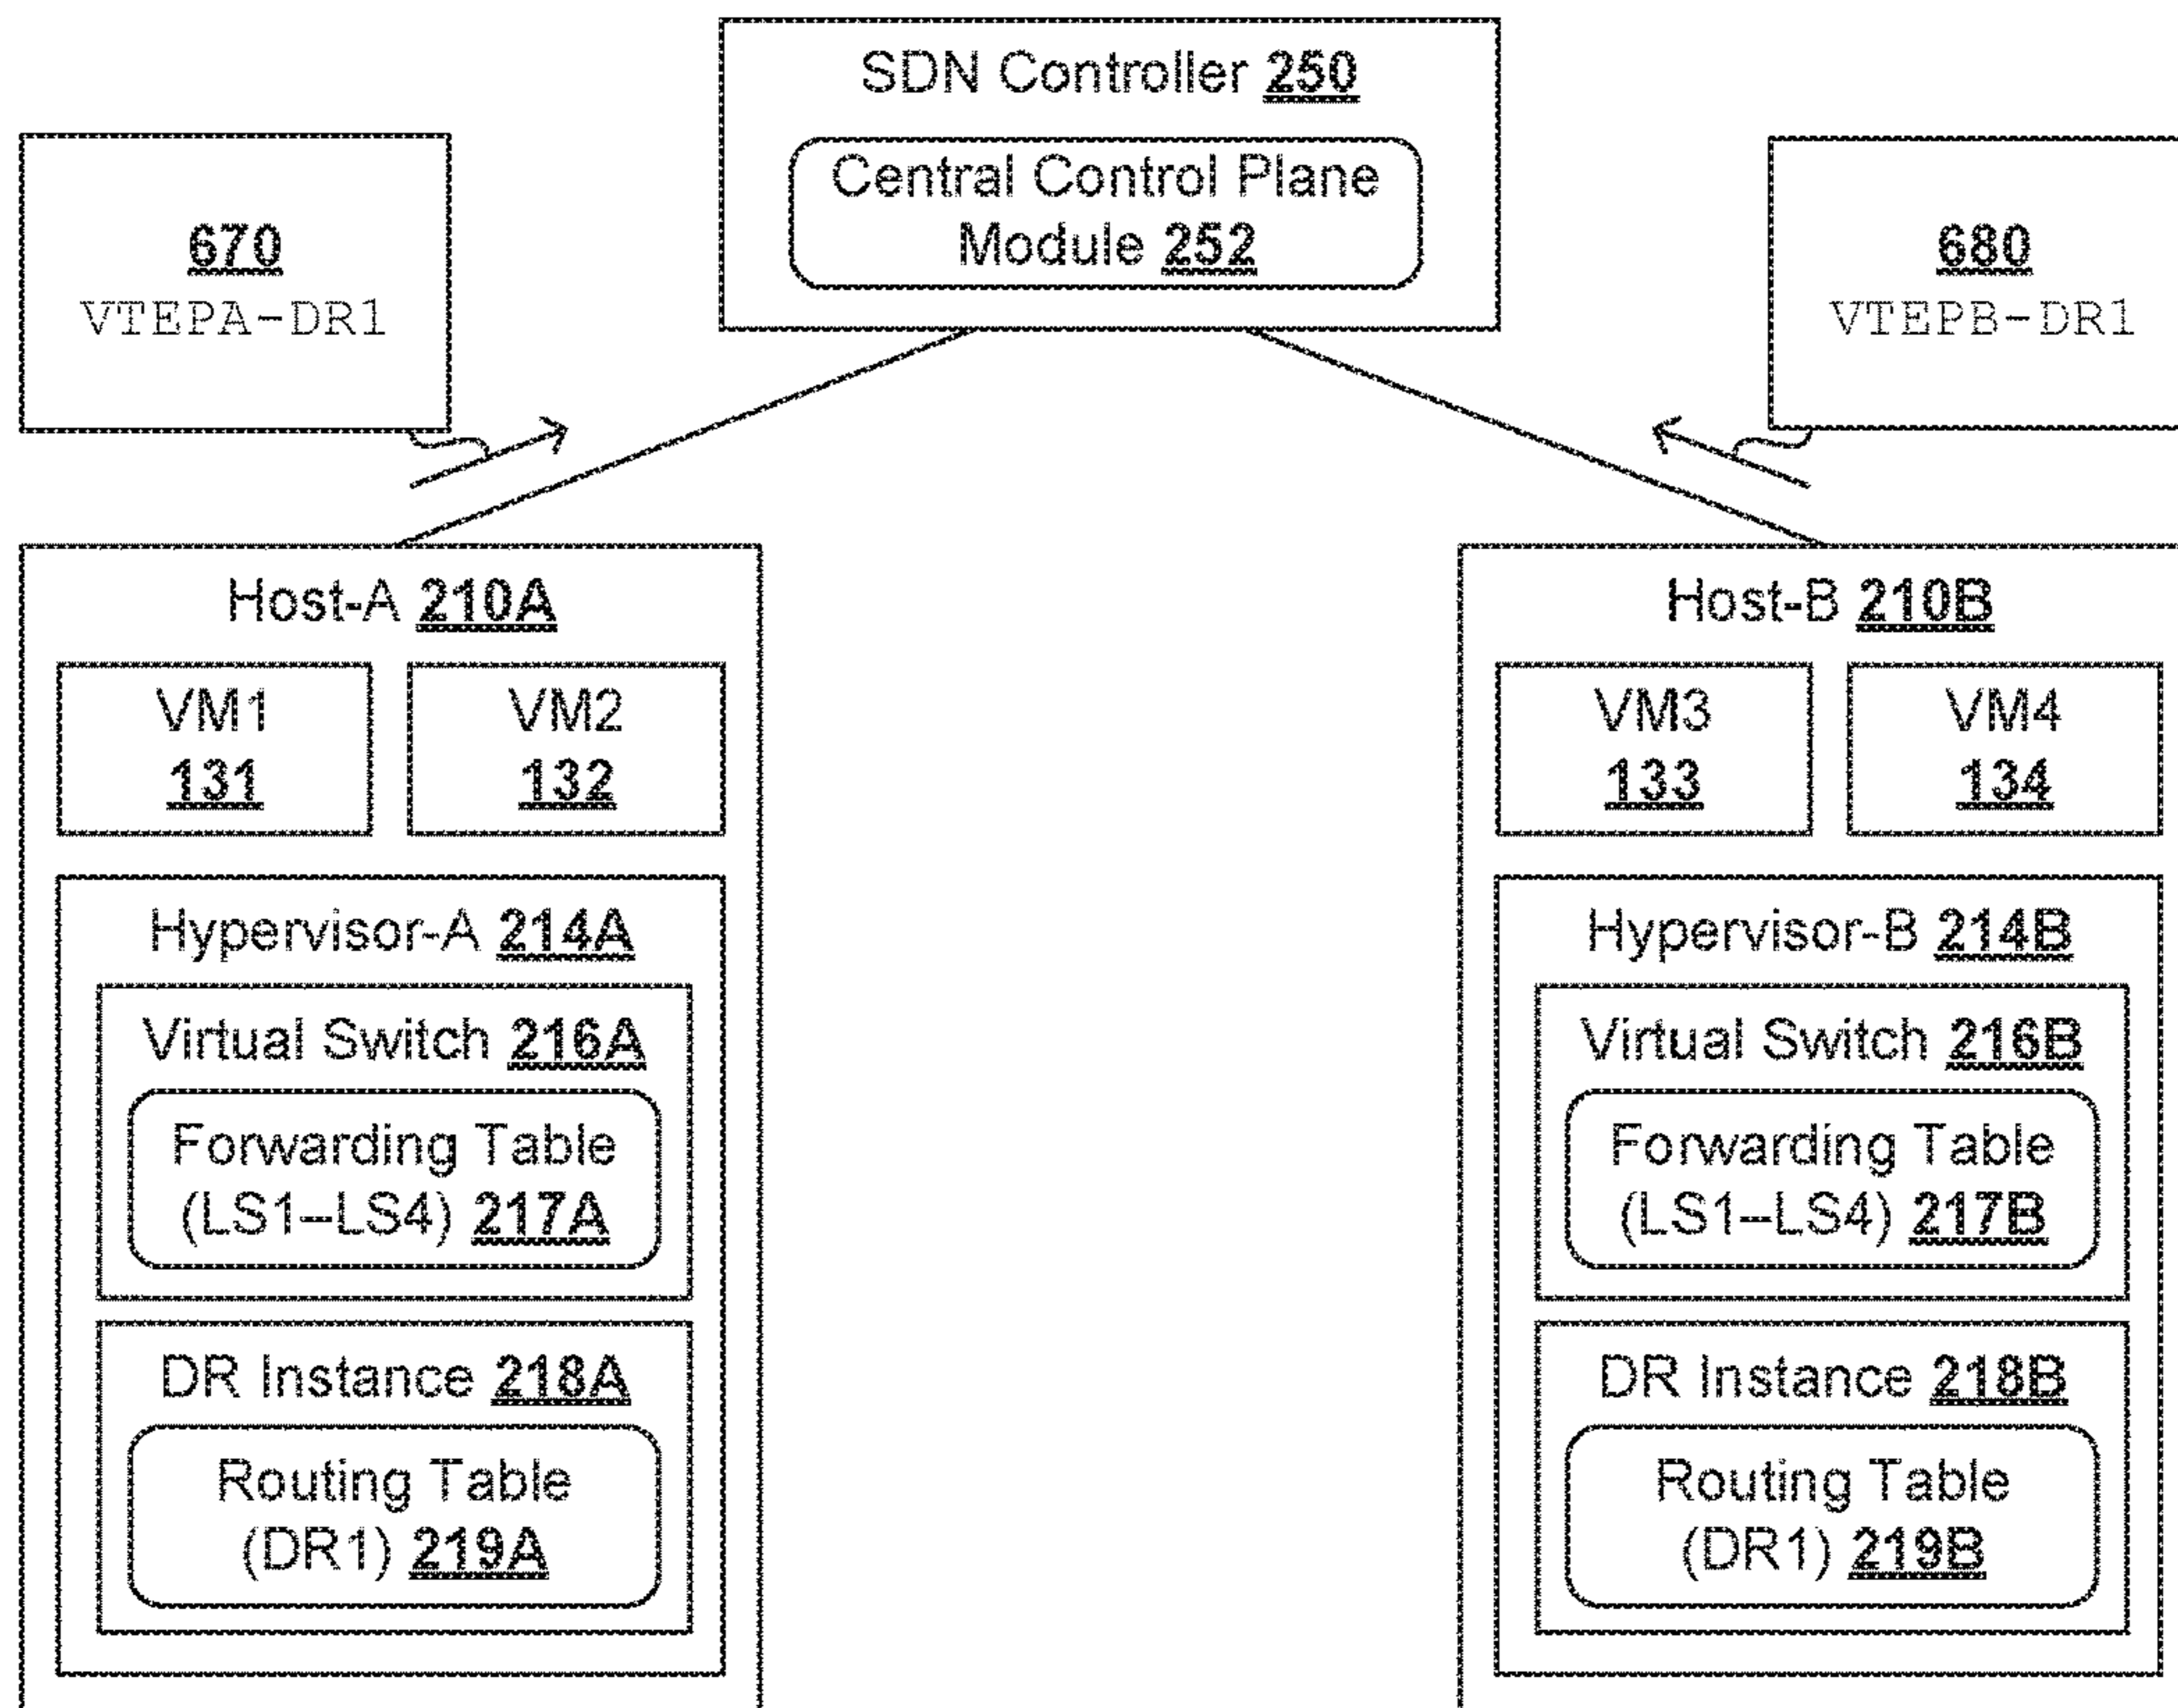 SDN Controller 250
Central Control Plane
Module 252
670
VTEPA-DR1
680
VTEPB-DR1
Host-A 210A
VM1
131
VM2
132
Hypervisor-A 214A
Virtual Switch 216A
Forwarding Table
(LS1--LS4) 217A
DR Instance 218A
Routing Table
(DR1) 219A
Host-B 210B
VM3
133
VM4
134
Hypervisor-B 214B
Virtual Switch 216B
Forwarding Table
(LS1--LS4) 217B
DR Instance 218B
Routing Table
(DR1) 219B